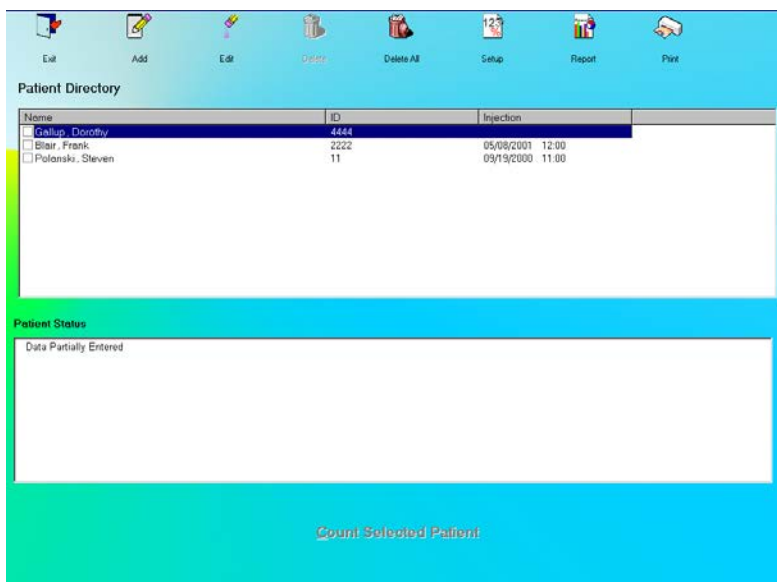 Exit Add Edit Delete Delete All Setup Report Print
Patient Directory
Name ID Injection
Gallup, Dorothy 4444
Blair, Frank 2222 05/08/2001 12:00
Polanski, Steven 11 09/19/2000 11:00
Patient Status
Data Partially Entered
Count Selected Patient